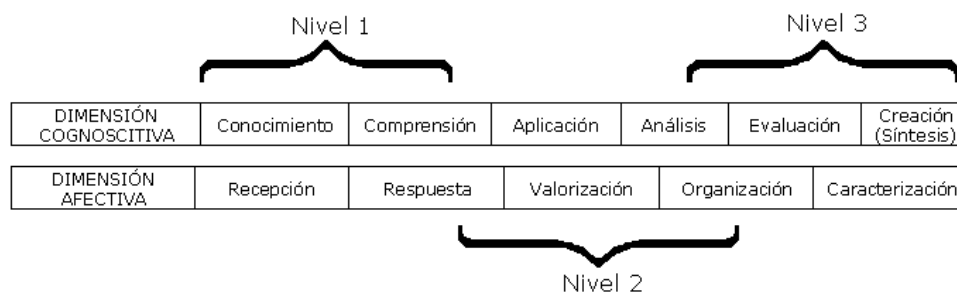 Nivel 1
Nivel 3
DIMENSIÓN
COGNOSCITIVA
Conocimiento
Comprensión
Aplicación
Análisis
Evaluación
Creación
(Síntesis)
DIMENSIÓN
AFECTIVA
Recepción
Respuesta
Valorización
Organización
Caracterización
Nivel 2